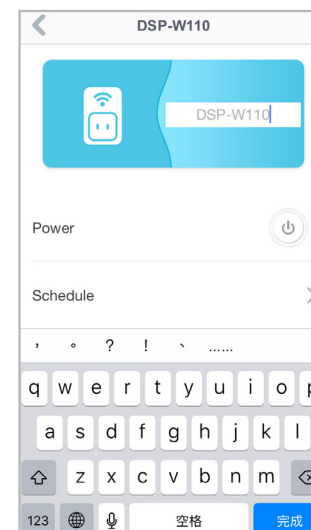 DSP-W110
DSP-W110
Power
Schedule
， 。 ? ! 、 ......
q w e r t y u i o p
a s d f g h j k l
z x c v b n m
123 空格 完成